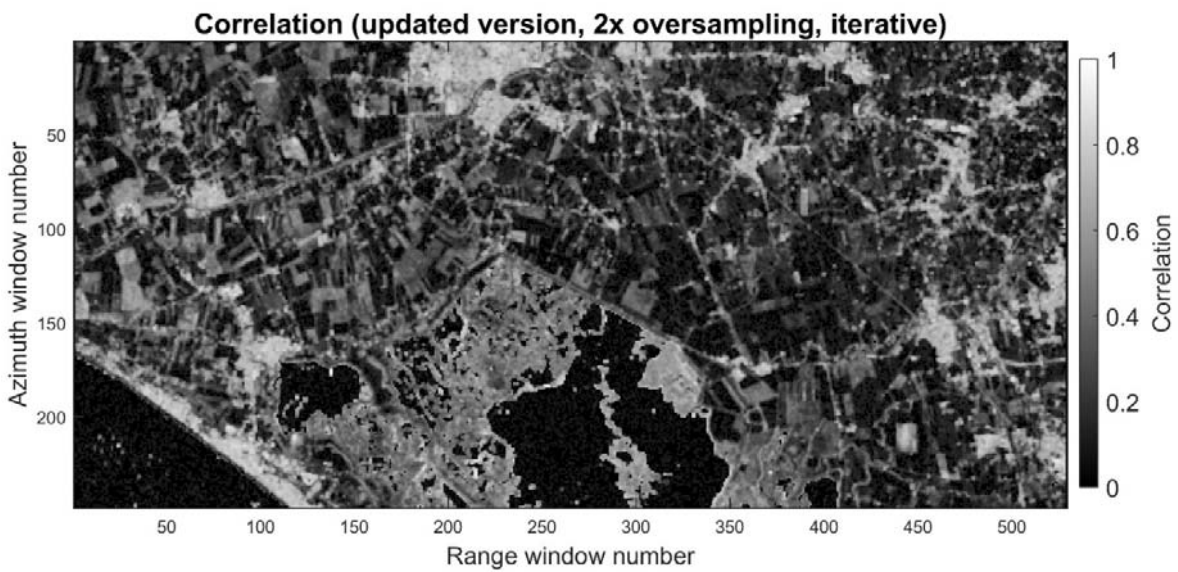 Correlation (updated version, 2x oversampling, iterative)
Azimuth window number
50
100
150
200
50 100 150 200 250 300 350 400 450 500
Range window number
1
0.8
0.6
0.4
0.2
0
Correlation